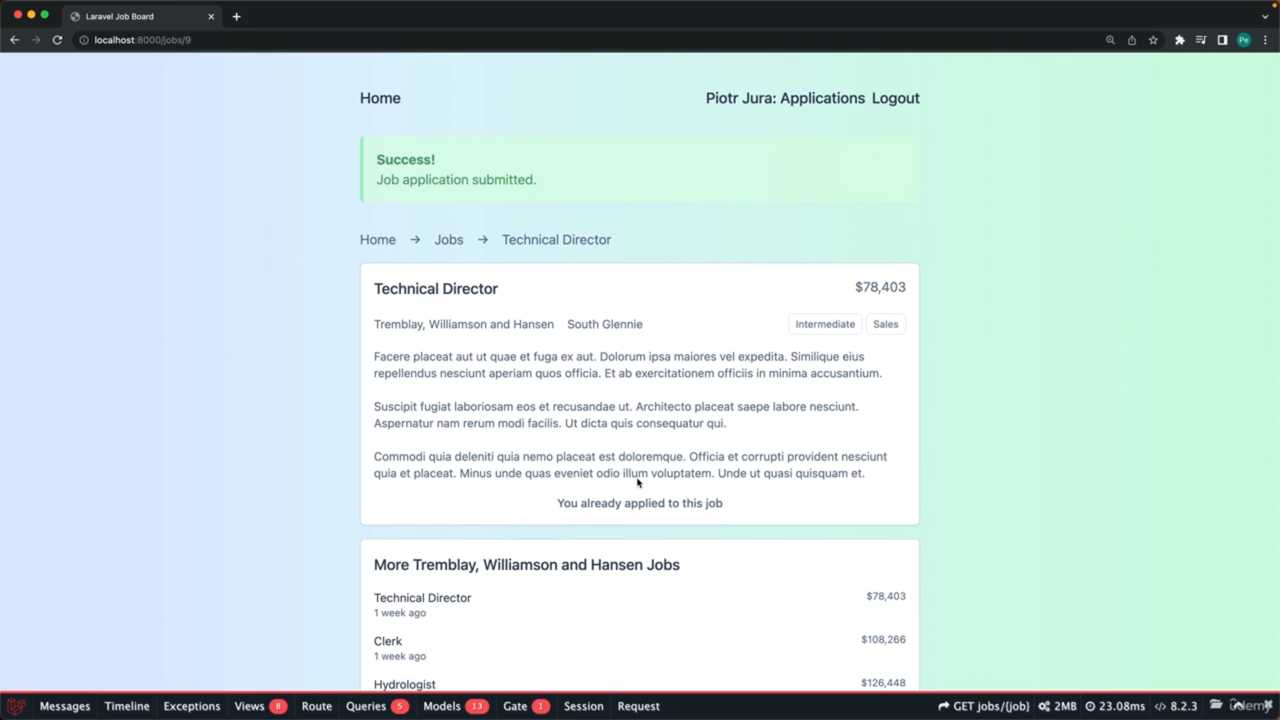 Laravel Job Board
localhost:8000/jobs/9
Pe
Home
Piotr Jura: Applications Logout
Success!
Job application submitted.
Home → Jobs → Technical Director
Technical Director
$78,403
Tremblay, Williamson and Hansen South Glennie
Intermediate Sales
Facere placeat aut ut quae et fuga ex aut. Dolorum ipsa maiores vel expedita. Similique eius
repellendus nesciunt aperiam quos officia. Et ab exercitationem officiis in minima accusantium.
Suscipit fugiat laboriosam eos et recusandae ut. Architecto placeat saepe labore nesciunt.
Aspernatur nam rerum modi facilis. Ut dicta quis consequatur qui.
Commodi quia deleniti quia nemo placeat est doloremque. Officia et corrupti provident nesciunt
quia et placeat. Minus unde quas eveniet odio illum voluptatem. Unde ut quasi quisquam et.
You already applied to this job
More Tremblay, Williamson and Hansen Jobs
Technical Director
$78,403
1 week ago
Clerk
$108,266
1 week ago
Hydrologist
$126,448
Messages Timeline Exceptions Views 8 Route Queries 5 Models 13 Gate 1 Session Request
GET jobs/{job} 2MB 23.08ms 8.2.3